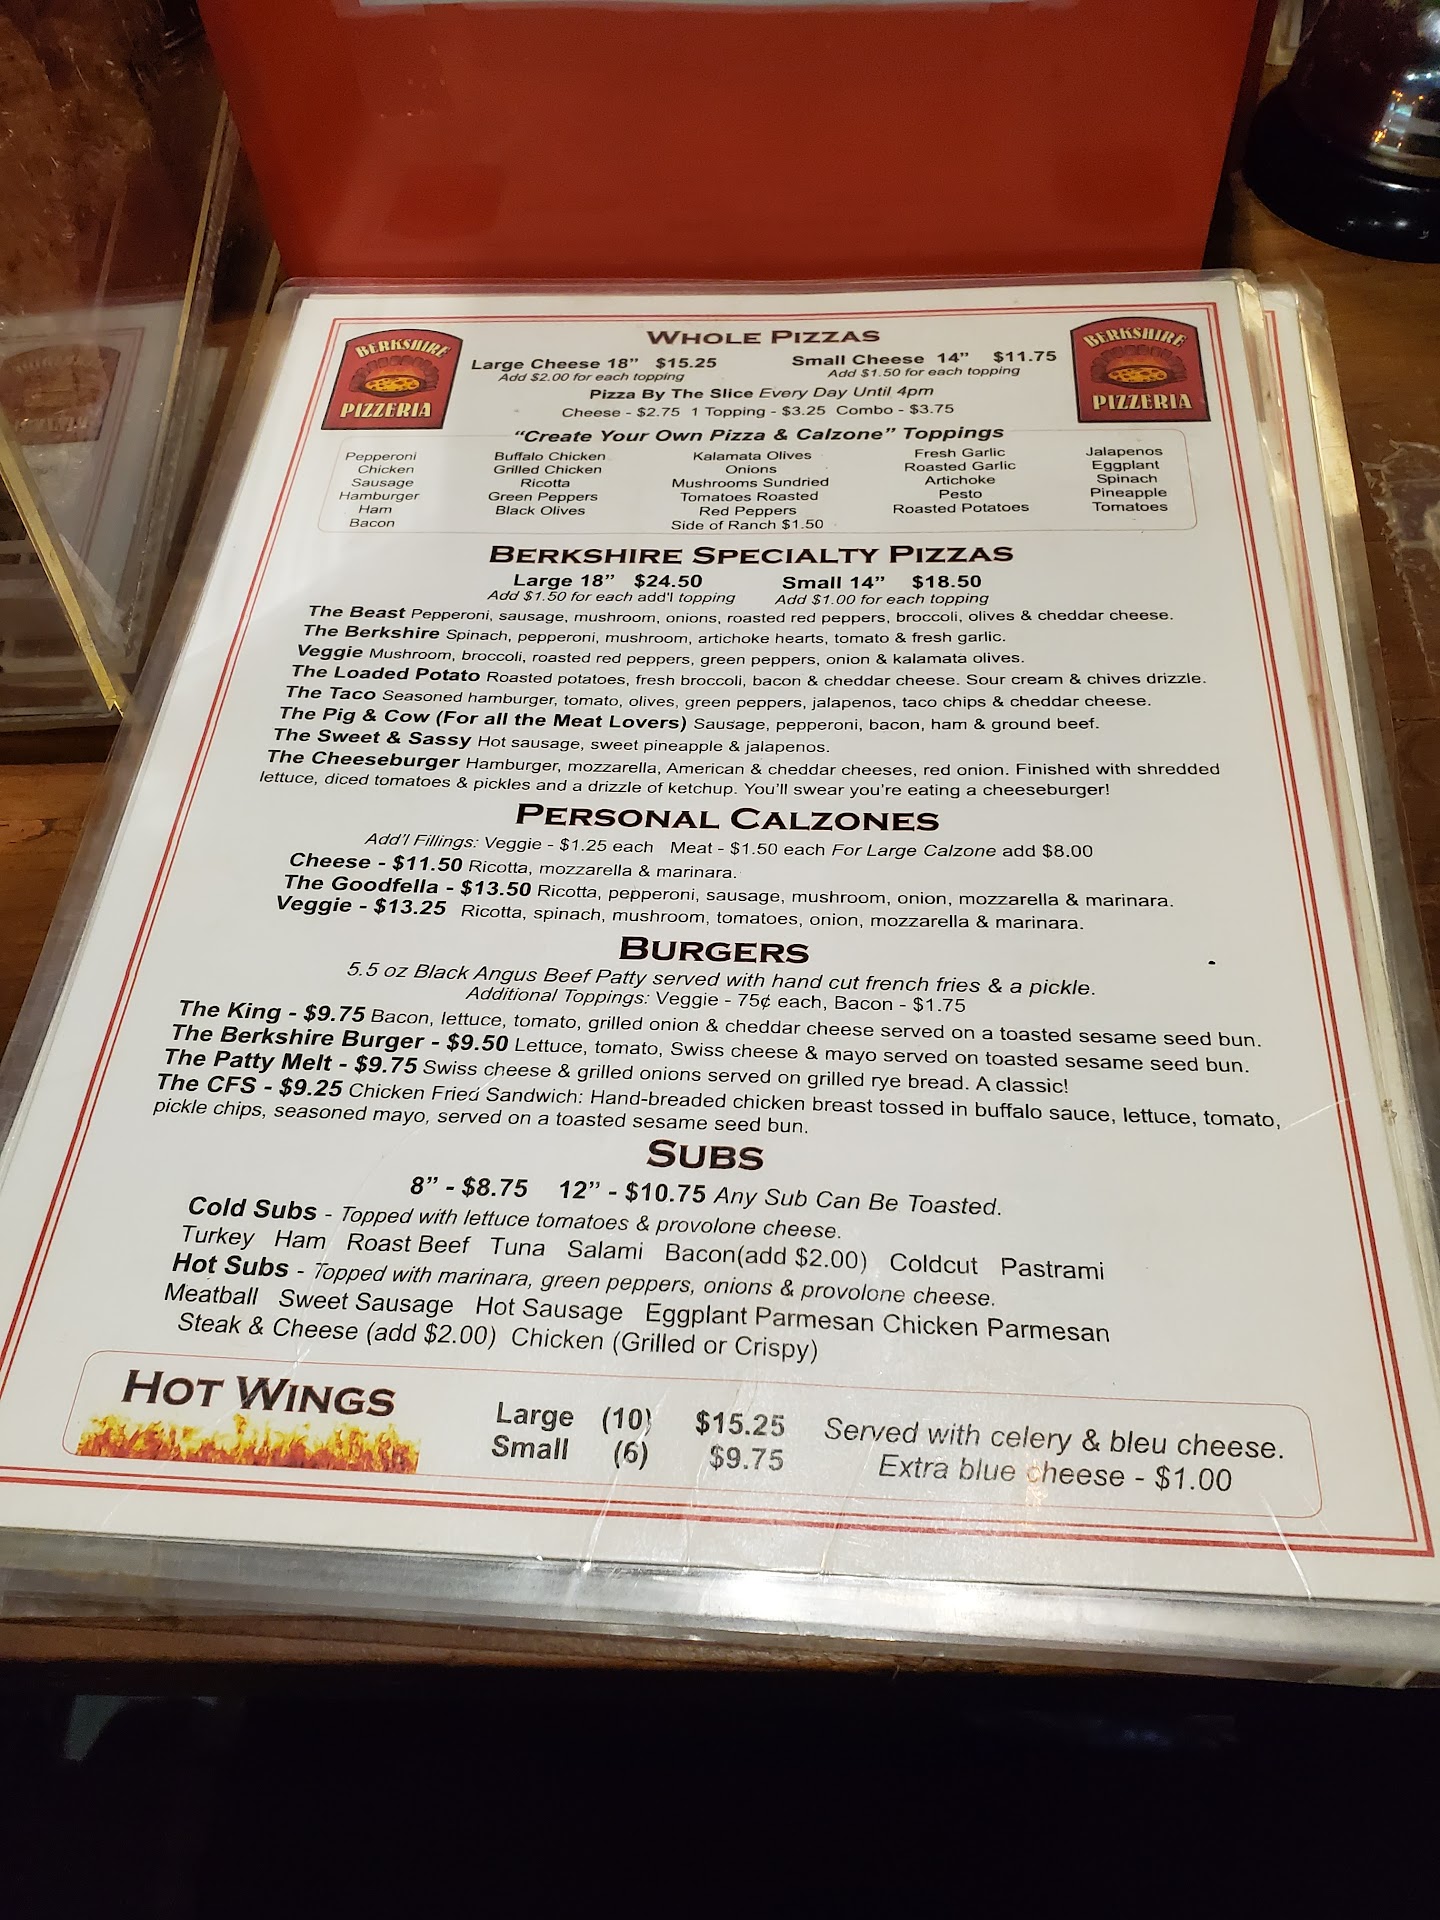 BERKSHIRE
PIZZERIA
WHOLE PIZZAS
Large Cheese 18” $15.25 Small Cheese 14” $11.75
Add $2.00 for each topping Add $1.50 for each topping
Pizza By The Slice Every Day Until 4pm
Cheese - $2.75 1 Topping - $3.25 Combo - $3.75
BERKSHIRE
PIZZERIA
“Create Your Own Pizza & Calzone” Toppings
Pepperoni Buffalo Chicken Kalamata Olives Fresh Garlic Jalapenos
Chicken Grilled Chicken Onions Roasted Garlic Eggplant
Sausage Ricotta Mushrooms Sundried Artichoke Spinach
Hamburger Green Peppers Tomatoes Roasted Pesto Pineapple
Ham Black Olives Red Peppers Roasted Potatoes Tomatoes
Bacon Side of Ranch $1.50
BERKSHIRE SPECIALTY PIZZAS
Large 18” $24.50 Small 14” $18.50
Add $1.50 for each add'l topping Add $1.00 for each topping
The Beast Pepperoni, sausage, mushroom, onions, roasted red peppers, broccoli, olives & cheddar cheese.
The Berkshire Spinach, pepperoni, mushroom, artichoke hearts, tomato & fresh garlic.
Veggie Mushroom, broccoli, roasted red peppers, green peppers, onion & kalamata olives.
The Loaded Potato Roasted potatoes, fresh broccoli, bacon & cheddar cheese. Sour cream & chives drizzle.
The Taco Seasoned hamburger, tomato, olives, green peppers, jalapenos, taco chips & cheddar cheese.
The Pig & Cow (For all the Meat Lovers) Sausage, pepperoni, bacon, ham & ground beef.
The Sweet & Sassy Hot sausage, sweet pineapple & jalapenos.
The Cheeseburger Hamburger, mozzarella, American & cheddar cheeses, red onion. Finished with shredded
lettuce, diced tomatoes & pickles and a drizzle of ketchup. You'll swear you're eating a cheeseburger!
PERSONAL CALZONES
Add'l Fillings: Veggie - $1.25 each Meat - $1.50 each For Large Calzone add $8.00
Cheese - $11.50 Ricotta, mozzarella & marinara.
The Goodfella - $13.50 Ricotta, pepperoni, sausage, mushroom, onion, mozzarella & marinara.
Veggie - $13.25 Ricotta, spinach, mushroom, tomatoes, onion, mozzarella & marinara.
BURGERS
5.5 oz Black Angus Beef Patty served with hand cut french fries & a pickle.
Additional Toppings: Veggie - 75¢ each, Bacon - $1.75
The King - $9.75 Bacon, lettuce, tomato, grilled onion & cheddar cheese served on a toasted sesame seed bun.
The Berkshire Burger - $9.50 Lettuce, tomato, Swiss cheese & mayo served on toasted sesame seed bun.
The Patty Melt - $9.75 Swiss cheese & grilled onions served on grilled rye bread. A classic!
The CFS - $9.25 Chicken Fried Sandwich: Hand-breaded chicken breast tossed in buffalo sauce, lettuce, tomato,
pickle chips, seasoned mayo, served on a toasted sesame seed bun.
SUBS
8” - $8.75 12” - $10.75 Any Sub Can Be Toasted.
Cold Subs - Topped with lettuce tomatoes & provolone cheese.
Turkey Ham Roast Beef Tuna Salami Bacon(add $2.00) Coldcut Pastrami
Hot Subs - Topped with marinara, green peppers, onions & provolone cheese.
Meatball Sweet Sausage Hot Sausage Eggplant Parmesan Chicken Parmesan
Steak & Cheese (add $2.00) Chicken (Grilled or Crispy)
HOT WINGS
Large (10) $15.25 Served with celery & bleu cheese.
Small (6) $9.75 Extra blue cheese - $1.00